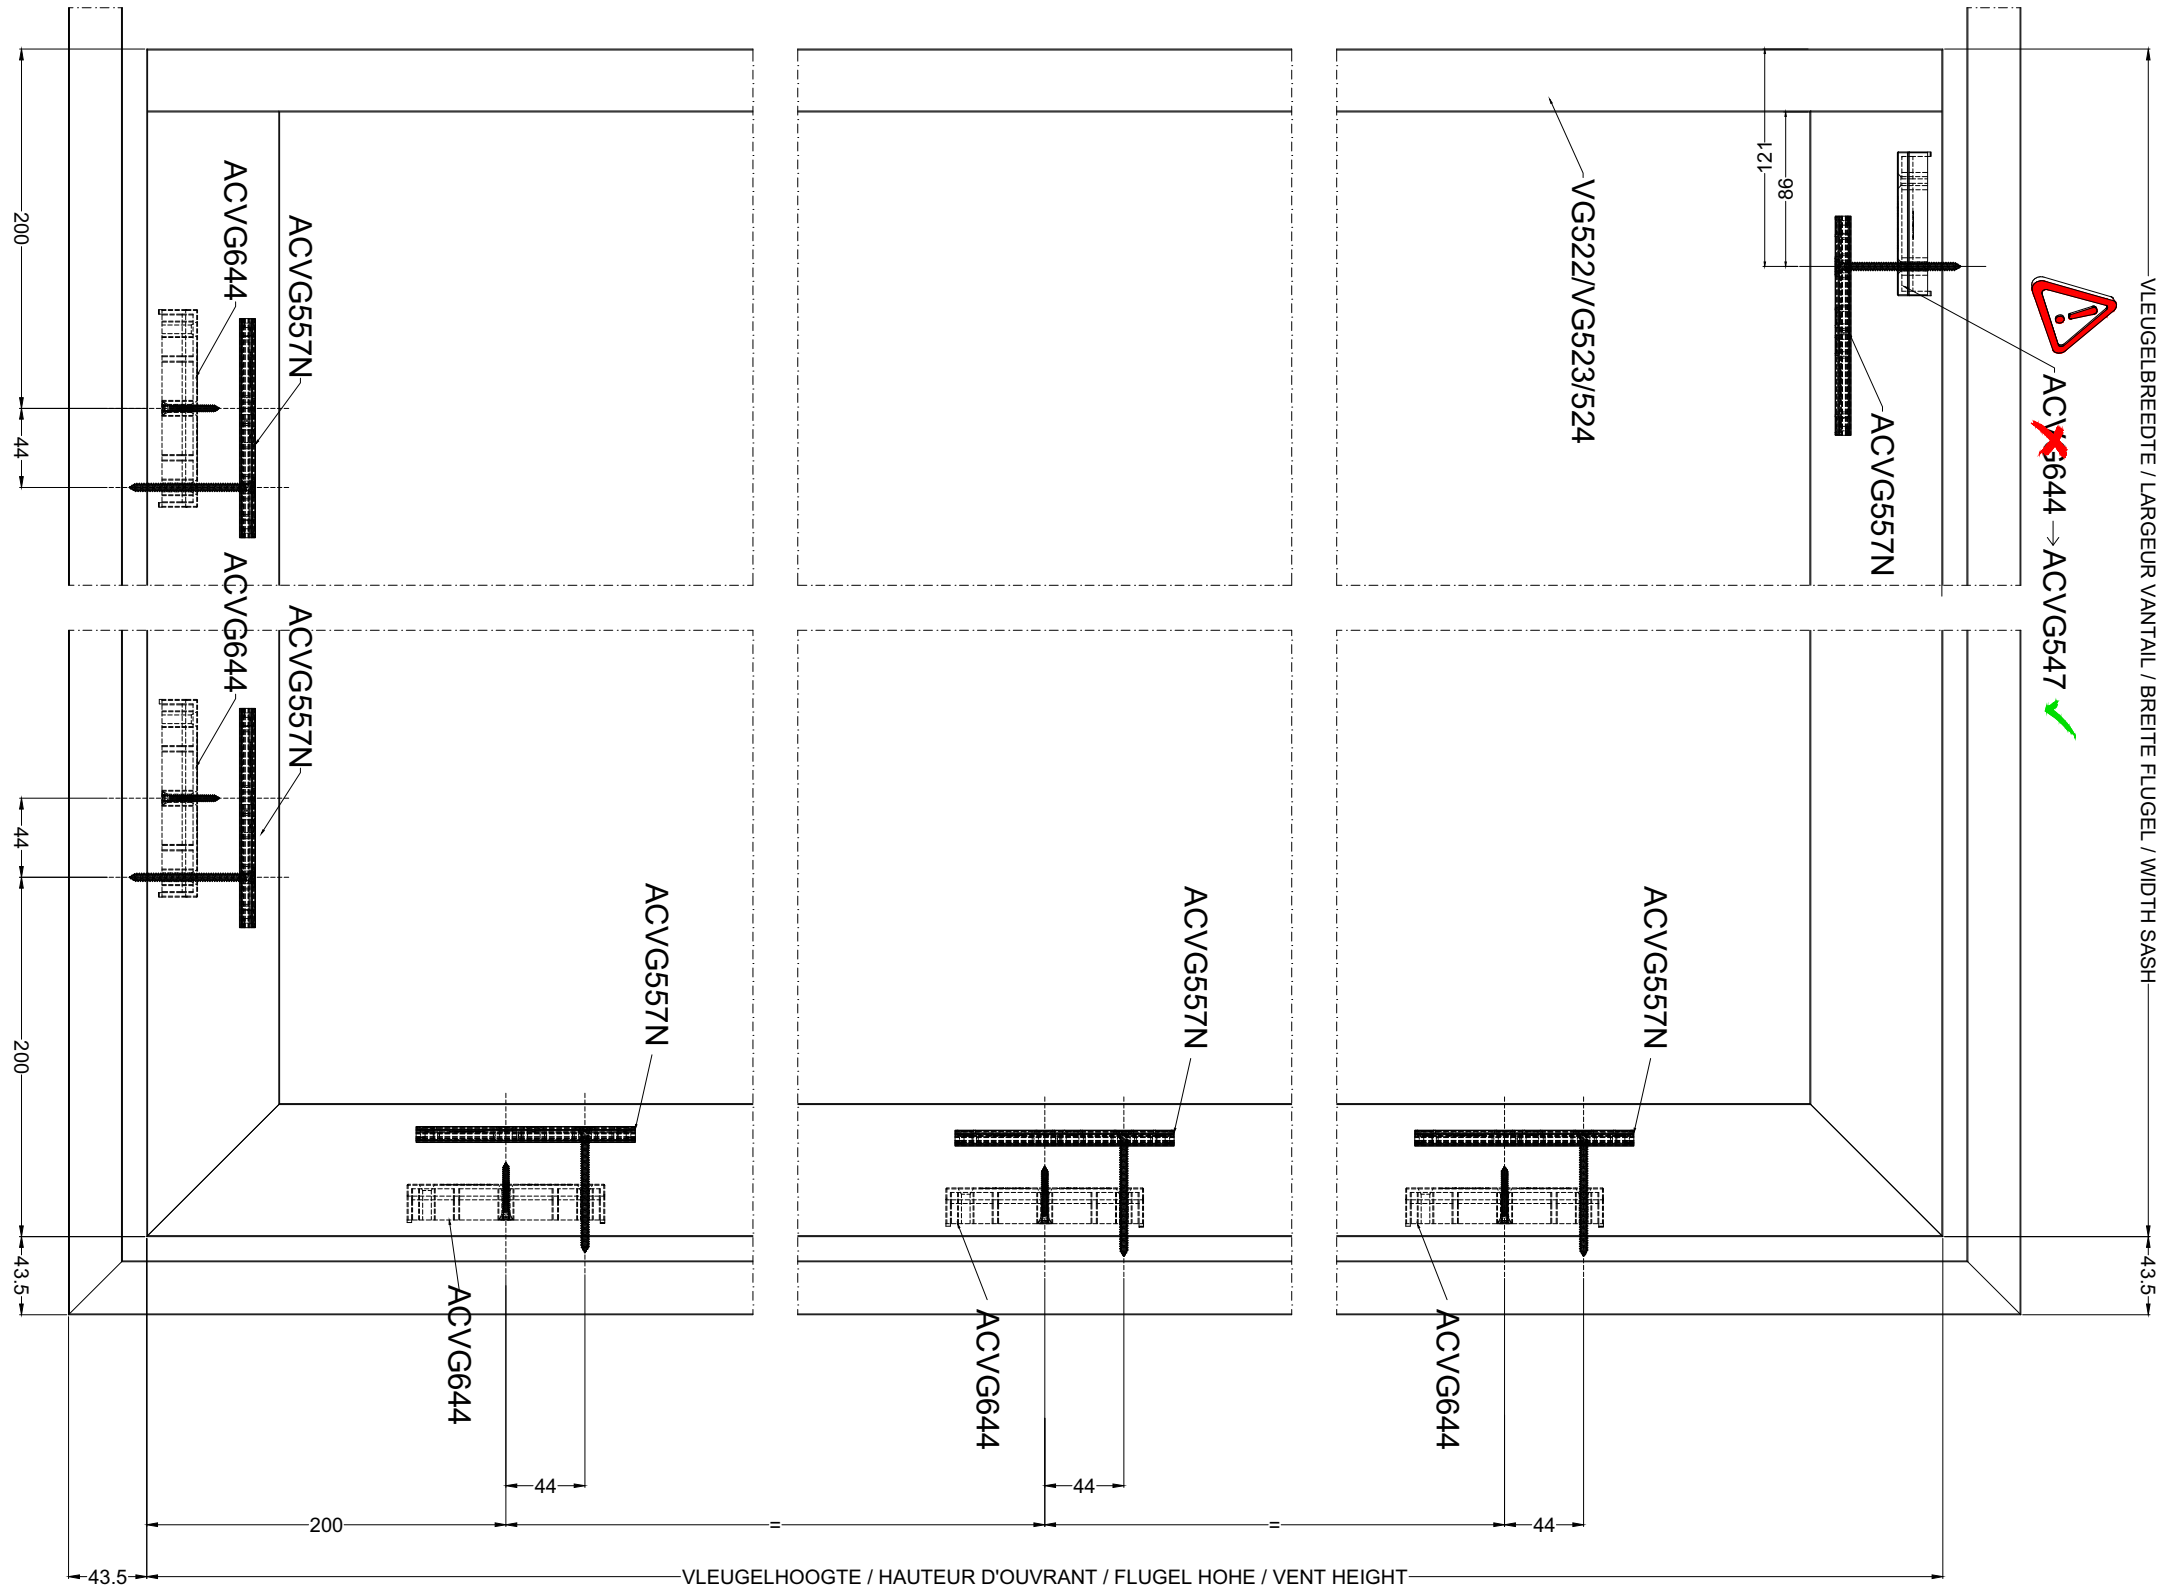 VLEUGELBREEDTE / LARGEUR VANTAIL / BREITE FLUGEL / WIDTH SASH
43.5
ACVG644 → ACVG547
ACVG557N
86
121
VG522/VG523/524
ACVG557N
ACVG644
44
=
ACVG557N
ACVG644
44
=
ACVG557N
ACVG644
44
200
VLEUGELHOOGTE / HAUTEUR D'OUVRANT / FLUGEL HOHE / VENT HEIGHT
43.5
ACVG557N
ACVG557N
ACVG644
ACVG644
200
44
44
200
43.5